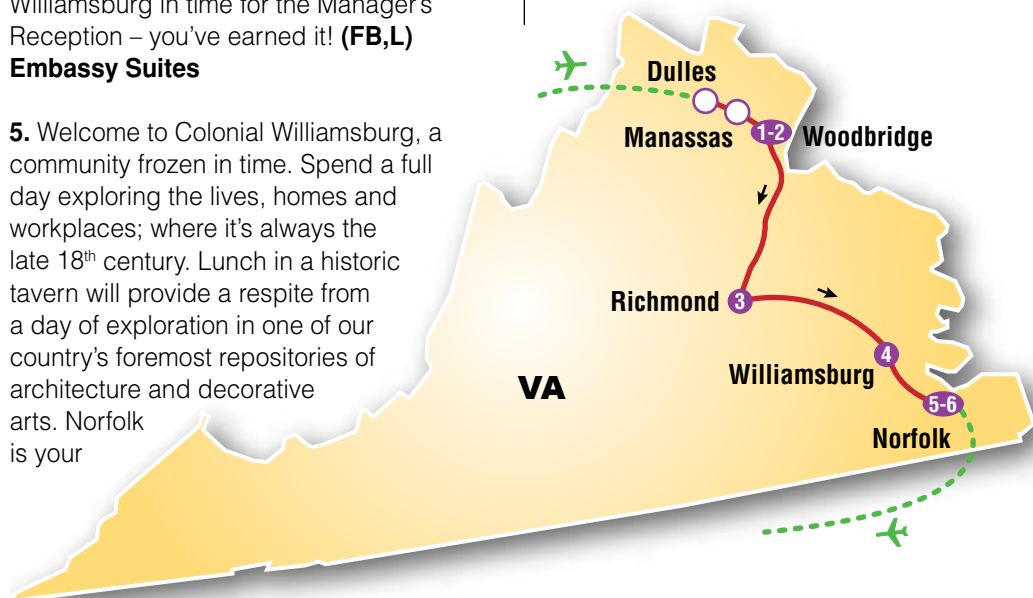 Williamsburg in time for the Manager's
Reception – you've earned it! (FB,L)
Embassy Suites
5. Welcome to Colonial Williamsburg, a
community frozen in time. Spend a full
day exploring the lives, homes and
workplaces; where it's always the
late 18th century. Lunch in a historic
tavern will provide a respite from
a day of exploration in one of our
country's foremost repositories of
architecture and decorative
arts. Norfolk
is your
Dulles
Manassas
1-2
Woodbridge
Richmond
3
4
Williamsburg
VA
5-6
Norfolk